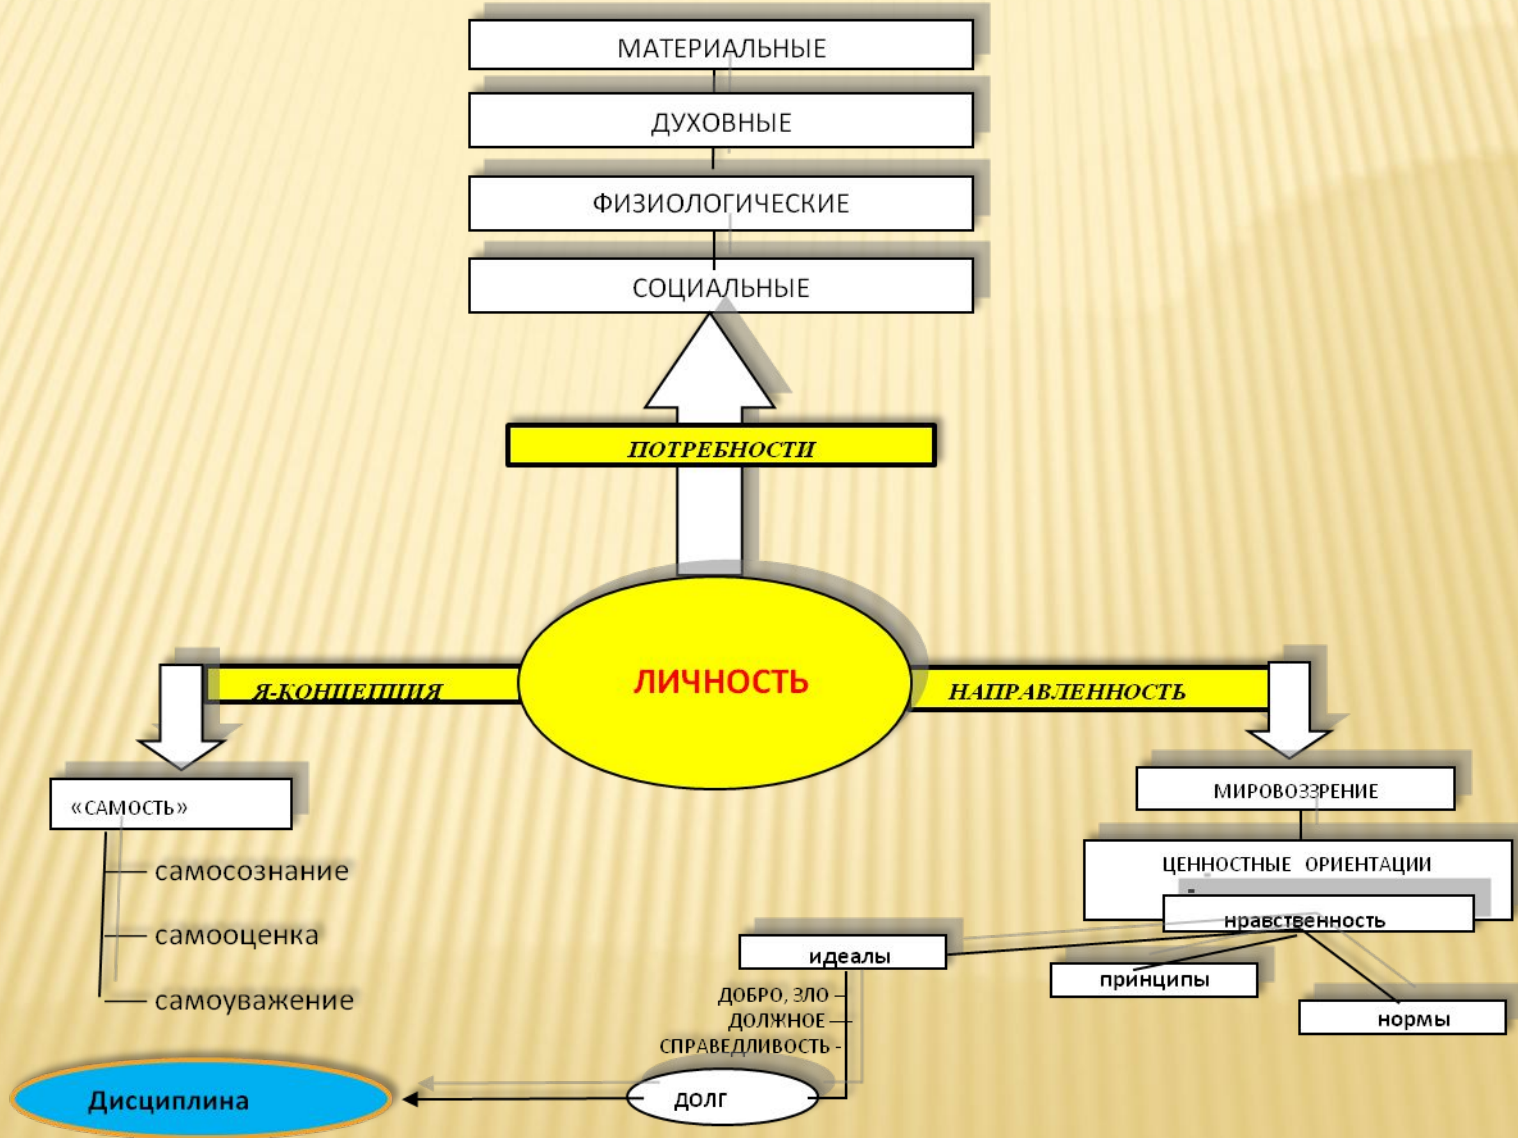 МАТЕРИАЛЬНЫЕ
ДУХОВНЫЕ
ФИЗИОЛОГИЧЕСКИЕ
СОЦИАЛЬНЫЕ
ПОТРЕБНОСТИ
ЛИЧНОСТЬ
Я-КОНЦЕПЦИЯ
НАПРАВЛЕННОСТЬ
«САМОСТЬ»
самосознание
самооценка
самоуважение
МИРОВОЗЗРЕНИЕ
ЦЕННОСТНЫЕ ОРИЕНТАЦИИ
нравственность
идеалы
принципы
нормы
ДОБРО, ЗЛО
ДОЛЖНОЕ
СПРАВЕДЛИВОСТЬ -
ДОЛГ
Дисциплина